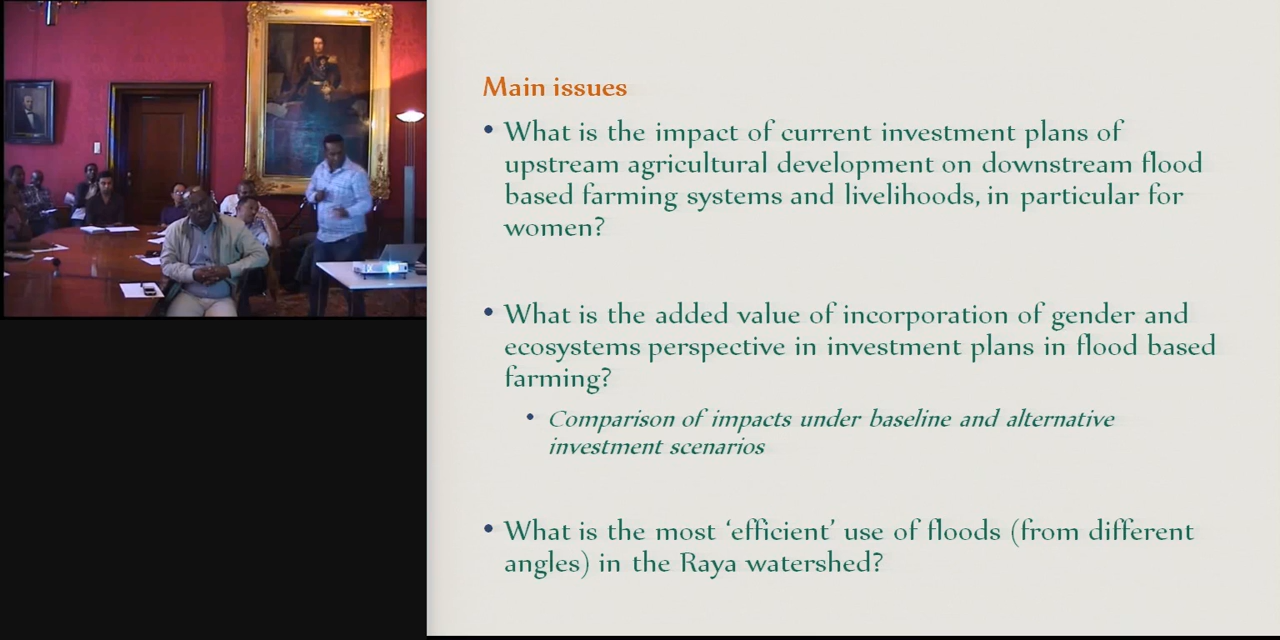 Main issues
• What is the impact of current investment plans of
upstream agricultural development on downstream flood
based farming systems and livelihoods, in particular for
women?
• What is the added value of incorporation of gender and
ecosystems perspective in investment plans in flood based
farming?
• Comparison of impacts under baseline and alternative
investment scenarios
• What is the most ‘efficient’ use of floods (from different
angles) in the Raya watershed?